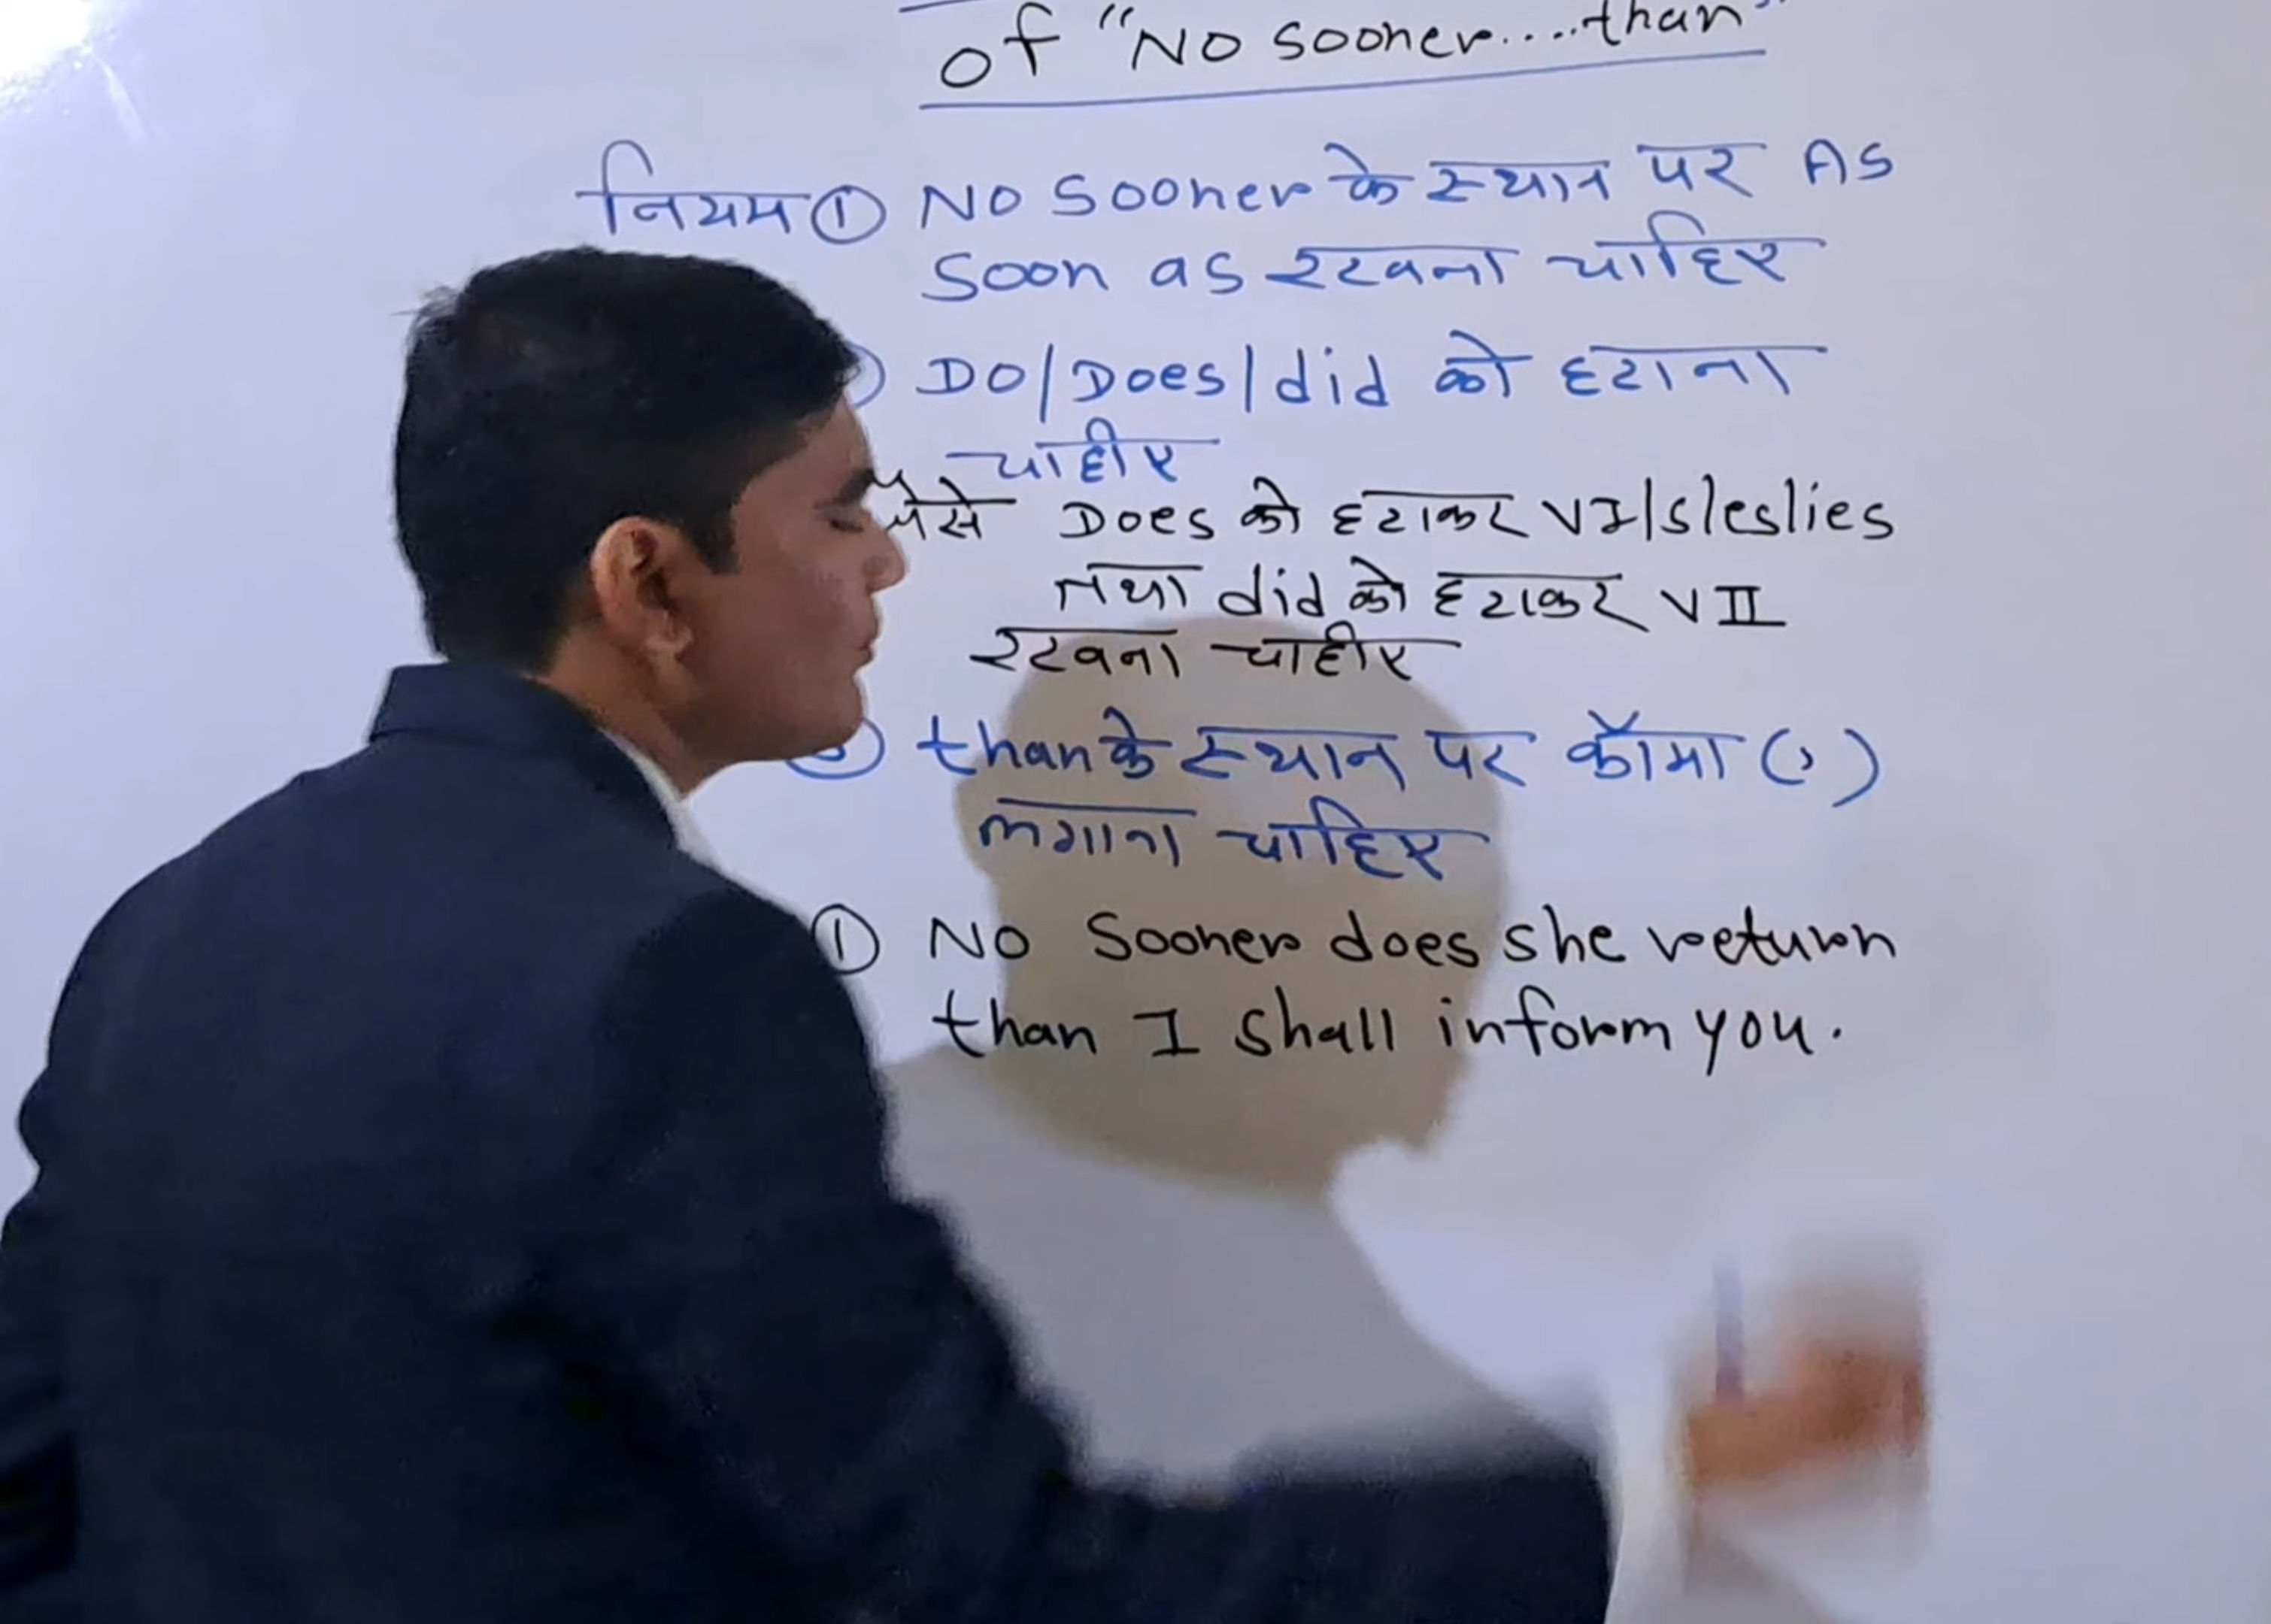 of "No sooner....than"
नियम ① No Sooner के स्थान पर As
Soon as रखना चाहिए
Do/Does/did को हटाना
चाहीए
जैसे Does को हटाकर VI/s/es/ies
तथा did को हटाकर VII
रखना चाहीए
than के स्थान पर कॉमा (,)
लगाना चाहिए
① No Sooner does she return
than I shall inform you.